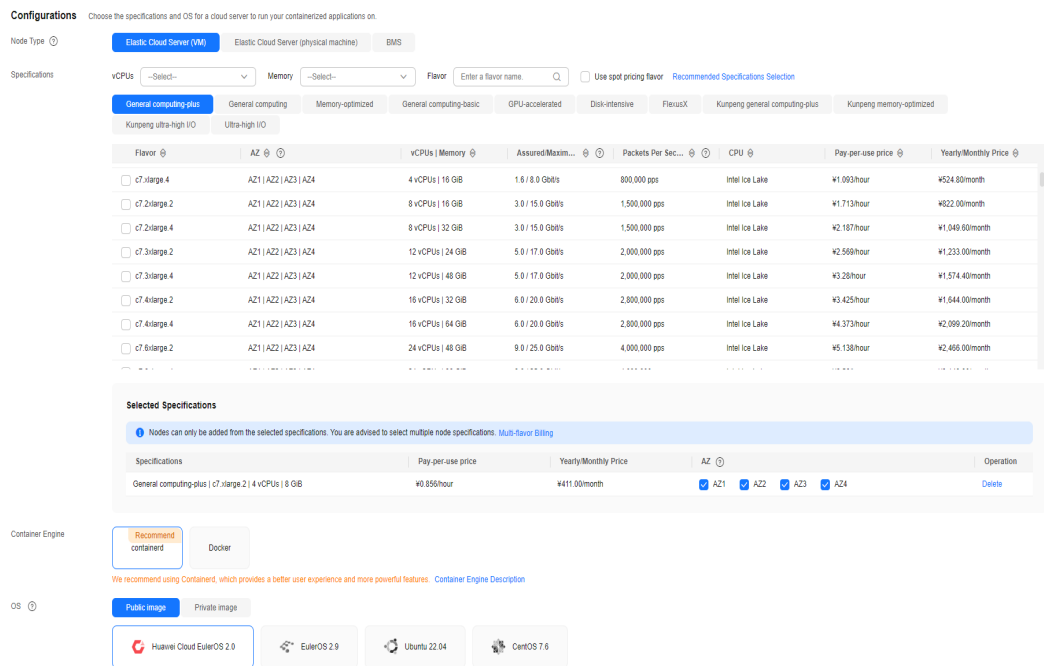 Configurations Choose the specifications and OS for a cloud server to run your containerized applications on.
Node Type Elastic Cloud Server (VM) Elastic Cloud Server (physical machine) BMS
Specifications vCPUs --Select-- Memory --Select-- Flavor Enter a flavor name. Use spot pricing flavor Recommended Specifications Selection
General computing-plus General computing Memory-optimized General computing-basic GPU-accelerated Disk-intensive FlexusX Kunpeng general computing-plus Kunpeng memory-optimized
Kunpeng ultra-high I/O Ultra-high I/O
Flavor AZ vCPUs | Memory Assured/Maxim... Packets Per Sec... CPU Pay-per-use price Yearly/Monthly Price
c7.xlarge.4 AZ1 | AZ2 | AZ3 | AZ4 4 vCPUs | 16 GiB 1.6 / 8.0 Gbit/s 800,000 pps Intel Ice Lake ¥1.093/hour ¥524.80/month
c7.2xlarge.2 AZ1 | AZ2 | AZ3 | AZ4 8 vCPUs | 16 GiB 3.0 / 15.0 Gbit/s 1,500,000 pps Intel Ice Lake ¥1.713/hour ¥822.00/month
c7.2xlarge.4 AZ1 | AZ2 | AZ3 | AZ4 8 vCPUs | 32 GiB 3.0 / 15.0 Gbit/s 1,500,000 pps Intel Ice Lake ¥2.187/hour ¥1,049.60/month
c7.3xlarge.2 AZ1 | AZ2 | AZ3 | AZ4 12 vCPUs | 24 GiB 5.0 / 17.0 Gbit/s 2,000,000 pps Intel Ice Lake ¥2.569/hour ¥1,233.00/month
c7.3xlarge.4 AZ1 | AZ2 | AZ3 | AZ4 12 vCPUs | 48 GiB 5.0 / 17.0 Gbit/s 2,000,000 pps Intel Ice Lake ¥3.28/hour ¥1,574.40/month
c7.4xlarge.2 AZ1 | AZ2 | AZ3 | AZ4 16 vCPUs | 32 GiB 6.0 / 20.0 Gbit/s 2,800,000 pps Intel Ice Lake ¥3.425/hour ¥1,644.00/month
c7.4xlarge.4 AZ1 | AZ2 | AZ3 | AZ4 16 vCPUs | 64 GiB 6.0 / 20.0 Gbit/s 2,800,000 pps Intel Ice Lake ¥4.373/hour ¥2,099.20/month
c7.6xlarge.2 AZ1 | AZ2 | AZ3 | AZ4 24 vCPUs | 48 GiB 9.0 / 25.0 Gbit/s 4,000,000 pps Intel Ice Lake ¥5.138/hour ¥2,466.00/month
Selected Specifications
Nodes can only be added from the selected specifications. You are advised to select multiple node specifications. Multi-flavor Billing
Specifications Pay-per-use price Yearly/Monthly Price AZ Operation
General computing-plus | c7.xlarge.2 | 4 vCPUs | 8 GiB ¥0.856/hour ¥411.00/month AZ1 AZ2 AZ3 AZ4 Delete
Container Engine Recommend
containerd Docker
We recommend using Containerd, which provides a better user experience and more powerful features. Container Engine Description
OS Public image Private image
Huawei Cloud EulerOS 2.0 EulerOS 2.9 Ubuntu 22.04 CentOS 7.6